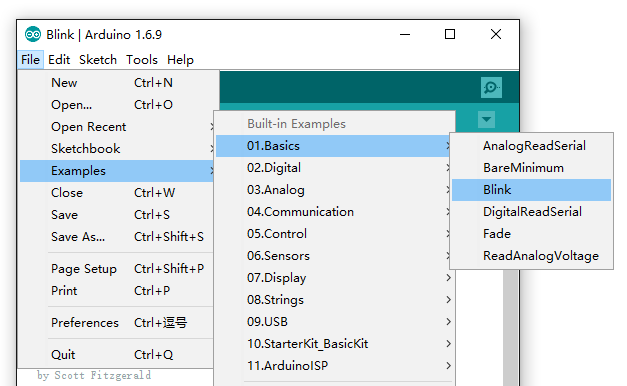 Blink | Arduino 1.6.9
File Edit Sketch Tools Help
New Ctrl+N
Open... Ctrl+O
Open Recent
Sketchbook
Examples
Close Ctrl+W
Save Ctrl+S
Save As... Ctrl+Shift+S
Page Setup Ctrl+Shift+P
Print Ctrl+P
Preferences Ctrl+逗号
Quit Ctrl+Q
Built-in Examples
01.Basics
02.Digital
03.Analog
04.Communication
05.Control
06.Sensors
07.Display
08.Strings
09.USB
10.StarterKit_BasicKit
11.ArduinoISP
AnalogReadSerial
BareMinimum
Blink
DigitalReadSerial
Fade
ReadAnalogVoltage
by Scott Fitzgerald